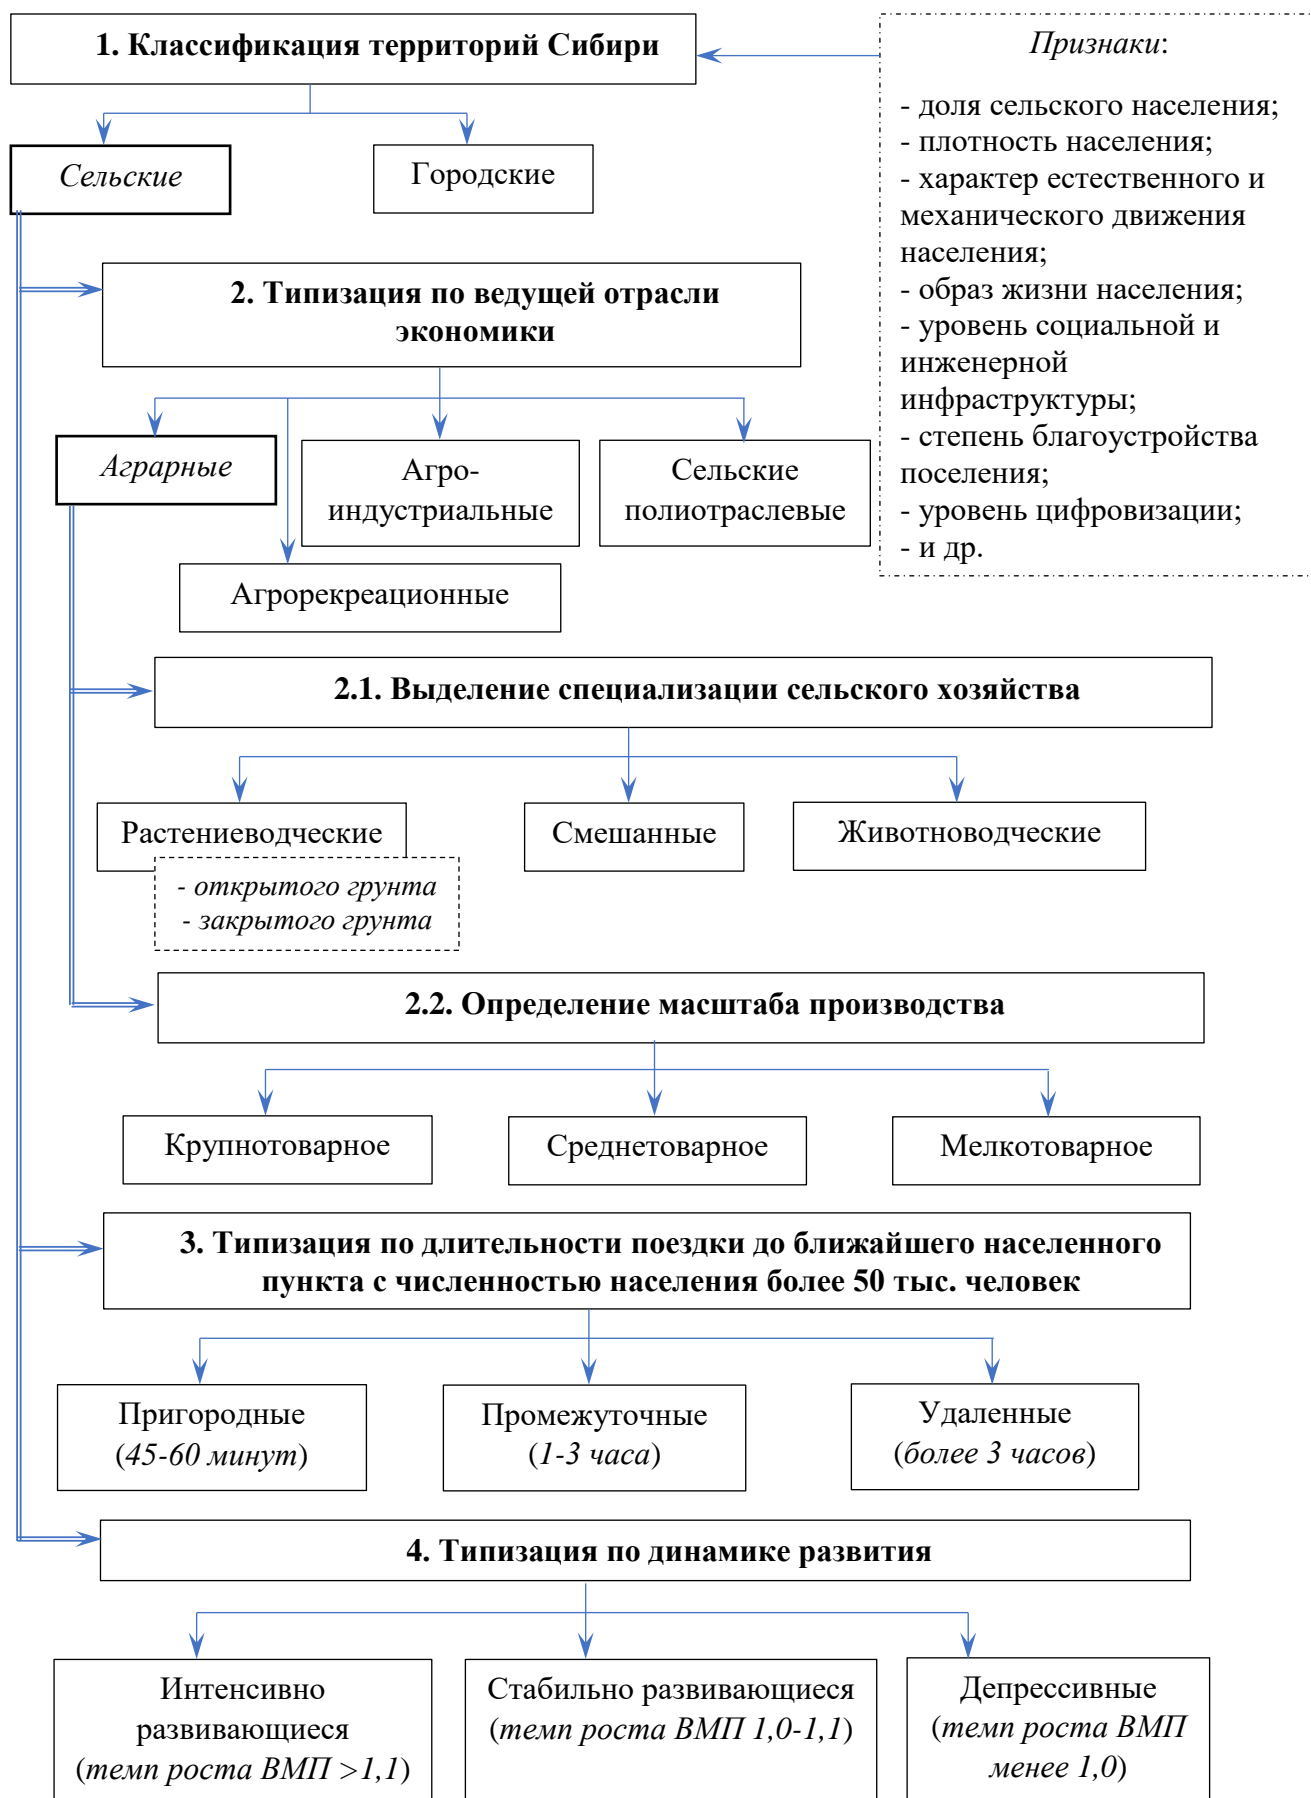 1. Классификация территорий Сибири
Признаки:
- доля сельского населения;
- плотность населения;
- характер естественного и
механического движения
населения;
- образ жизни населения;
- уровень социальной и
инженерной
инфраструктуры;
- степень благоустройства
поселения;
- уровень цифровизации;
- и др.
Сельские
Городские
2. Типизация по ведущей отрасли
экономики
Аграрные
Агро-
индустриальные
Сельские
полиотраслевые
Агрорекреационные
2.1. Выделение специализации сельского хозяйства
Растениеводческие
- открытого грунта
- закрытого грунта
Смешанные
Животноводческие
2.2. Определение масштаба производства
Крупнотоварное
Среднетоварное
Мелкотоварное
3. Типизация по длительности поездки до ближайшего населенного
пункта с численностью населения более 50 тыс. человек
Пригородные
(45-60 минут)
Промежуточные
(1-3 часа)
Удаленные
(более 3 часов)
4. Типизация по динамике развития
Интенсивно
развивающиеся
(темп роста ВМП >1,1)
Стабильно развивающиеся
(темп роста ВМП 1,0-1,1)
Депрессивные
(темп роста ВМП
менее 1,0)